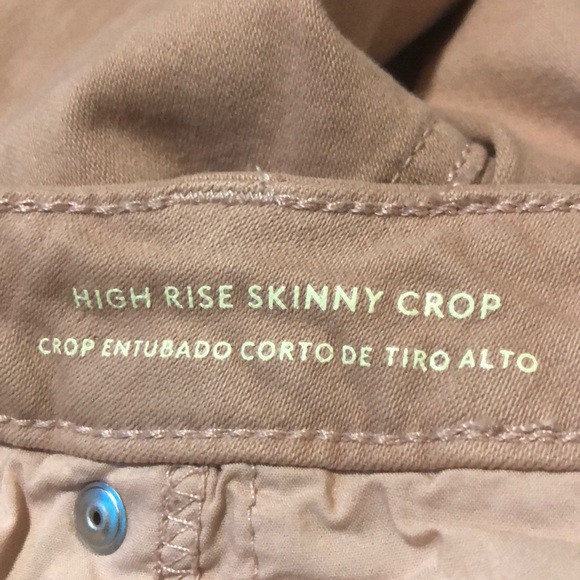 HIGH RISE SKINNY CROP
CROP ENTUBADO CORTO DE TIRO ALTO